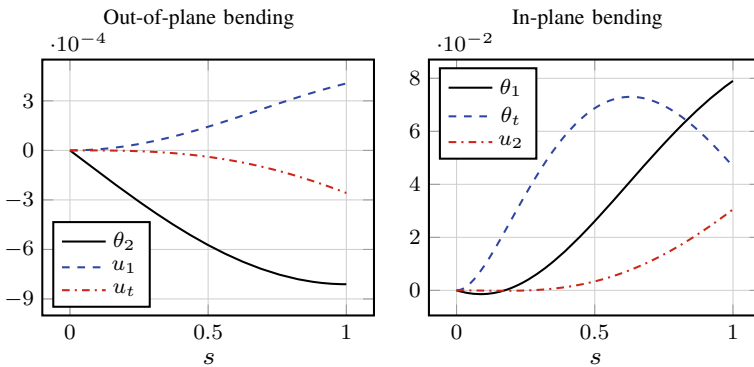 Out-of-plane bending
·10⁻⁴
3
0
−3
−6
−9
θ₂
u₁
uₜ
0
0.5
1
s
In-plane bending
·10⁻²
8
6
4
2
0
θ₁
θₜ
u₂
0
0.5
1
s